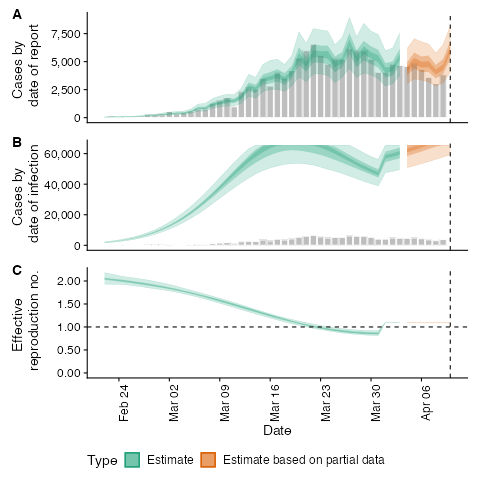 A
Cases by
date of report
7,500
5,000
2,500
0
B
Cases by
date of infection
60,000
40,000
20,000
0
C
Effective
reproduction no.
2.00
1.50
1.00
0.50
0.00
Feb 24
Mar 02
Mar 09
Mar 16
Mar 23
Mar 30
Apr 06
Date
Type Estimate Estimate based on partial data